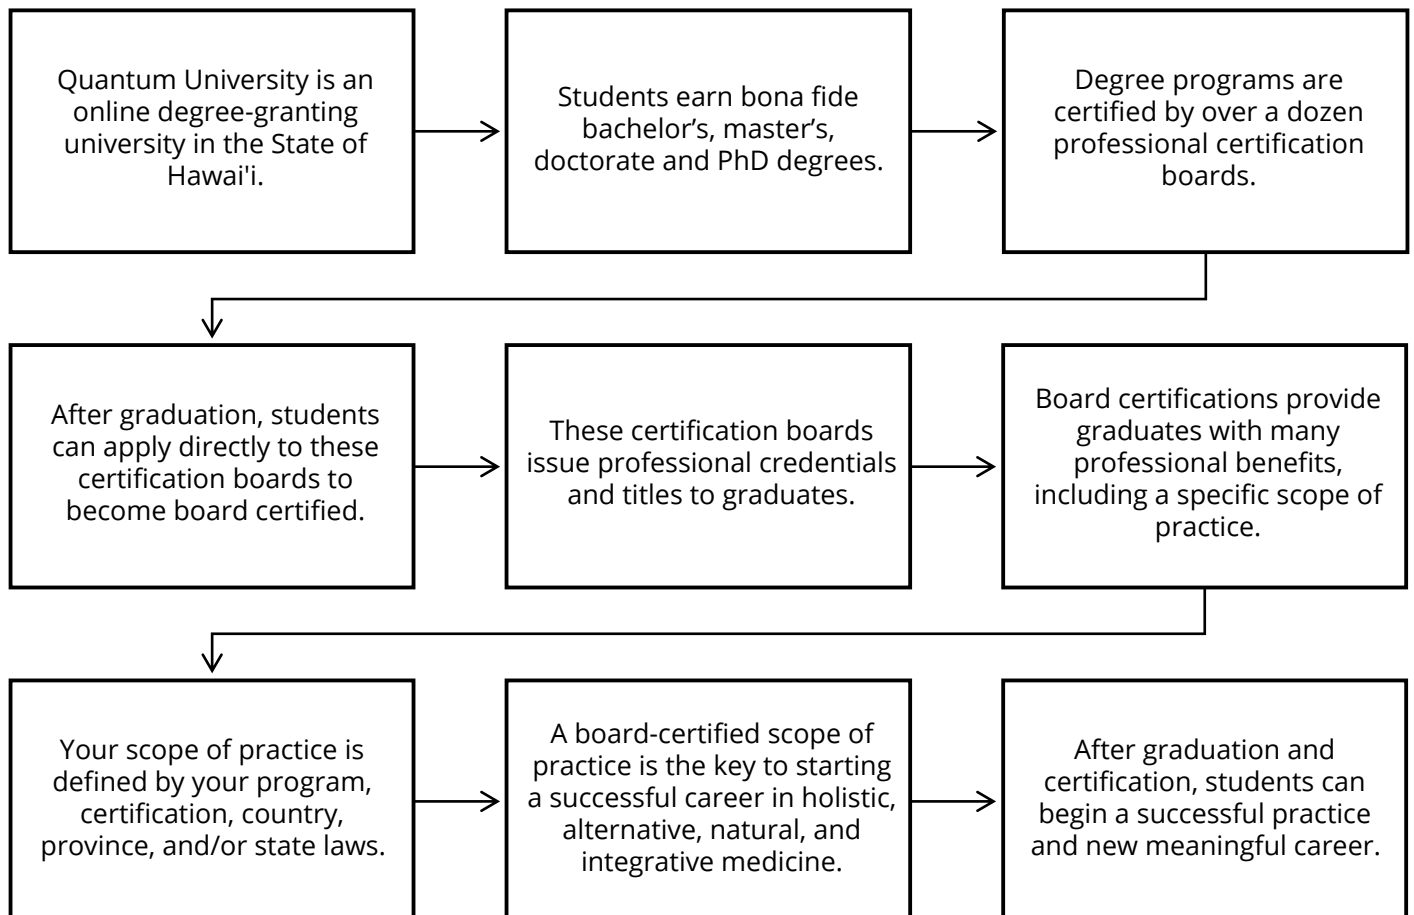 Quantum University is an
online degree-granting
university in the State of
Hawai'i.
Students earn bona fide
bachelor’s, master’s,
doctorate and PhD degrees.
Degree programs are
certified by over a dozen
professional certification
boards.
After graduation, students
can apply directly to these
certification boards to
become board certified.
These certification boards
issue professional credentials
and titles to graduates.
Board certifications provide
graduates with many
professional benefits,
including a specific scope of
practice.
Your scope of practice is
defined by your program,
certification, country,
province, and/or state laws.
A board-certified scope of
practice is the key to starting
a successful career in holistic,
alternative, natural, and
integrative medicine.
After graduation and
certification, students can
begin a successful practice
and new meaningful career.